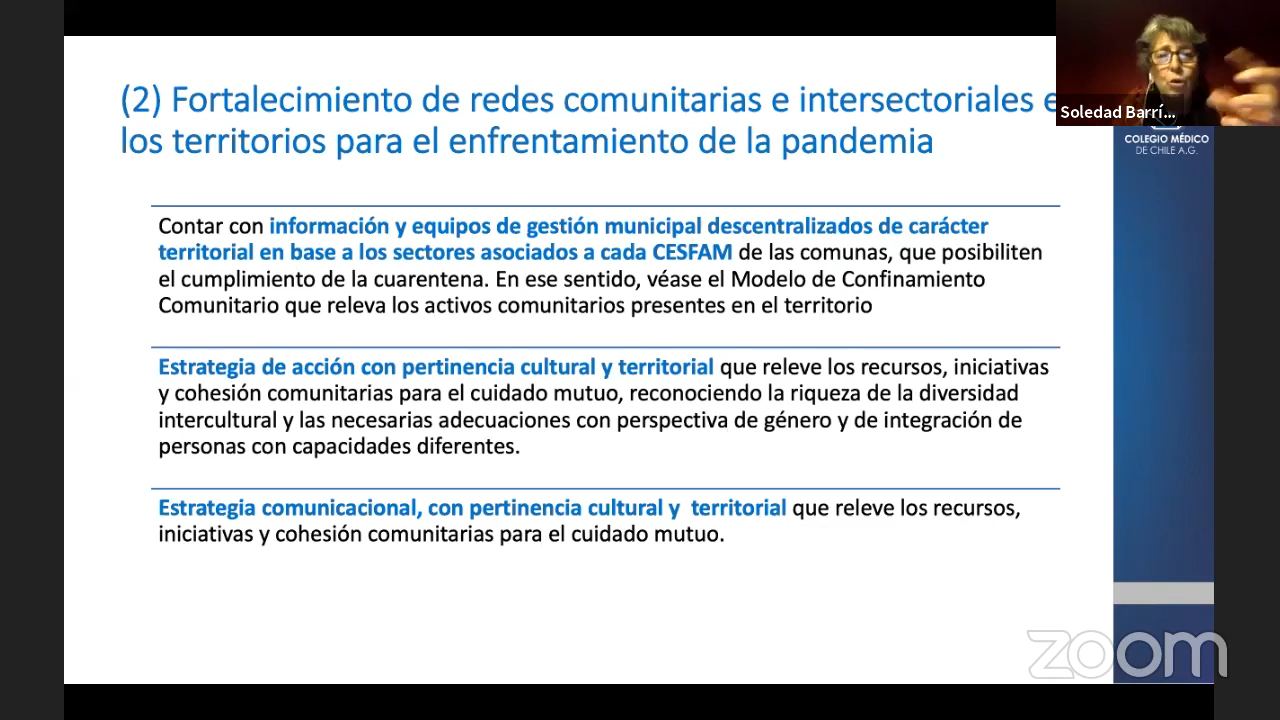 (2) Fortalecimiento de redes comunitarias e intersectoriales e
los territorios para el enfrentamiento de la pandemia
Soledad Barrí...
COLEGIO MÉDICO
DE CHILE A.G.
Contar con información y equipos de gestión municipal descentralizados de carácter
territorial en base a los sectores asociados a cada CESFAM de las comunas, que posibiliten
el cumplimiento de la cuarentena. En ese sentido, véase el Modelo de Confinamiento
Comunitario que releva los activos comunitarios presentes en el territorio
Estrategia de acción con pertinencia cultural y territorial que releve los recursos, iniciativas
y cohesión comunitarias para el cuidado mutuo, reconociendo la riqueza de la diversidad
intercultural y las necesarias adecuaciones con perspectiva de género y de integración de
personas con capacidades diferentes.
Estrategia comunicacional, con pertinencia cultural y territorial que releve los recursos,
iniciativas y cohesión comunitarias para el cuidado mutuo.
zoom